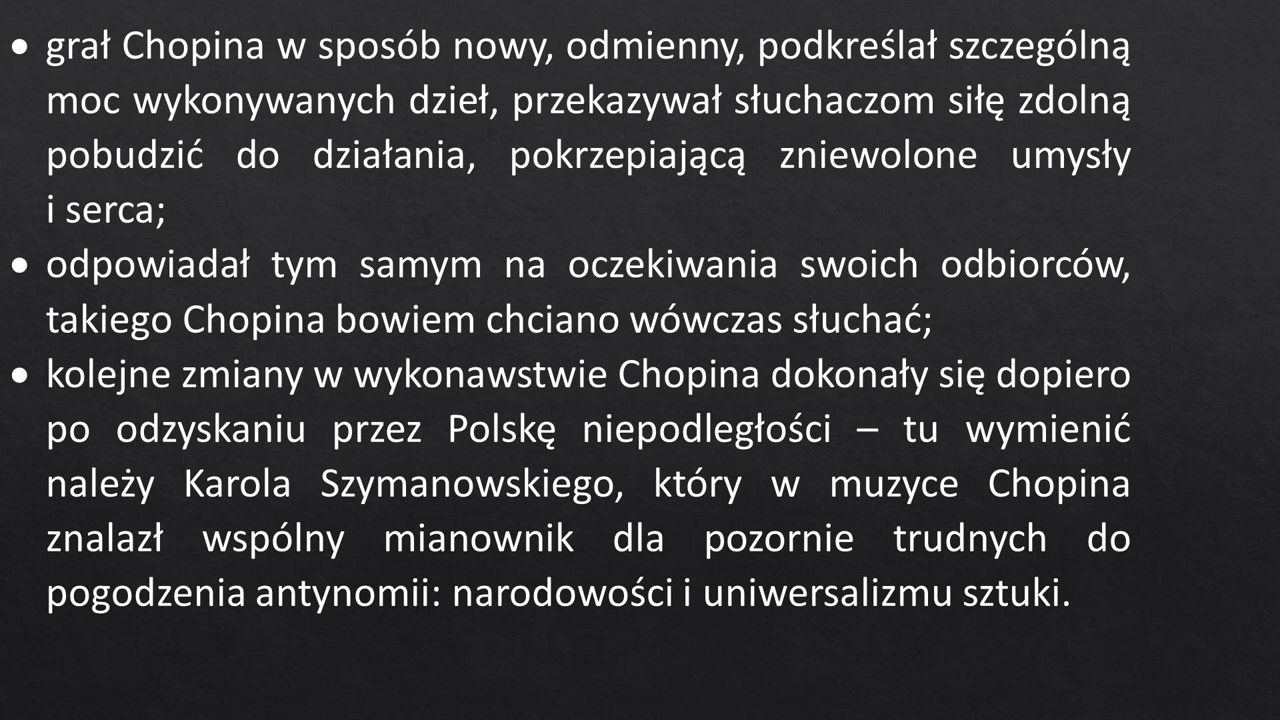 • grał Chopina w sposób nowy, odmienny, podkreślał szczególną
moc wykonywanych dzieł, przekazywał słuchaczom siłę zdolną
pobudzić do działania, pokrzepiającą zniewolone umysły
i serca;
• odpowiadał tym samym na oczekiwania swoich odbiorców,
takiego Chopina bowiem chciano wówczas słuchać;
• kolejne zmiany w wykonawstwie Chopina dokonały się dopiero
po odzyskaniu przez Polskę niepodległości – tu wymienić
należy Karola Szymanowskiego, który w muzyce Chopina
znalazł wspólny mianownik dla pozornie trudnych do
pogodzenia antynomii: narodowości i uniwersalizmu sztuki.